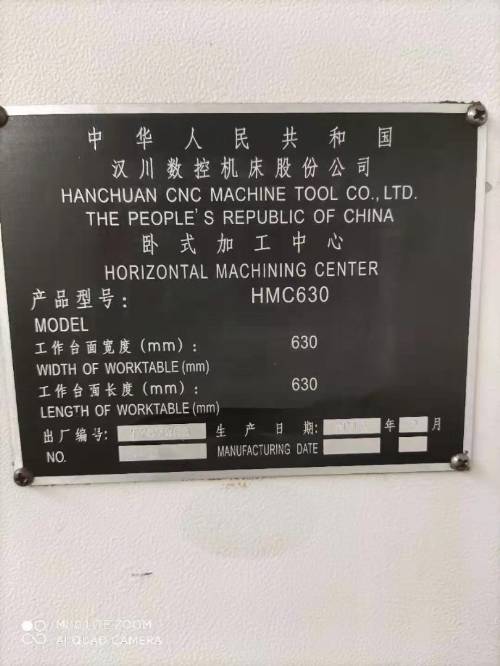 中华人民共和国
汉川数控机床股份公司
HANCHUAN CNC MACHINE TOOL CO., LTD.
THE PEOPLE'S REPUBLIC OF CHINA
卧式加工中心
HORIZONTAL MACHINING CENTER
产品型号: HMC630
MODEL
工作台面宽度(mm): 630
WIDTH OF WORKTABLE(mm)
工作台面长度(mm): 630
LENGTH OF WORKTABLE(mm)
出厂编号: 生产日期: 年 月
NO. MANUFACTURING DATE
ZOOM
AI QUAD CAMERA